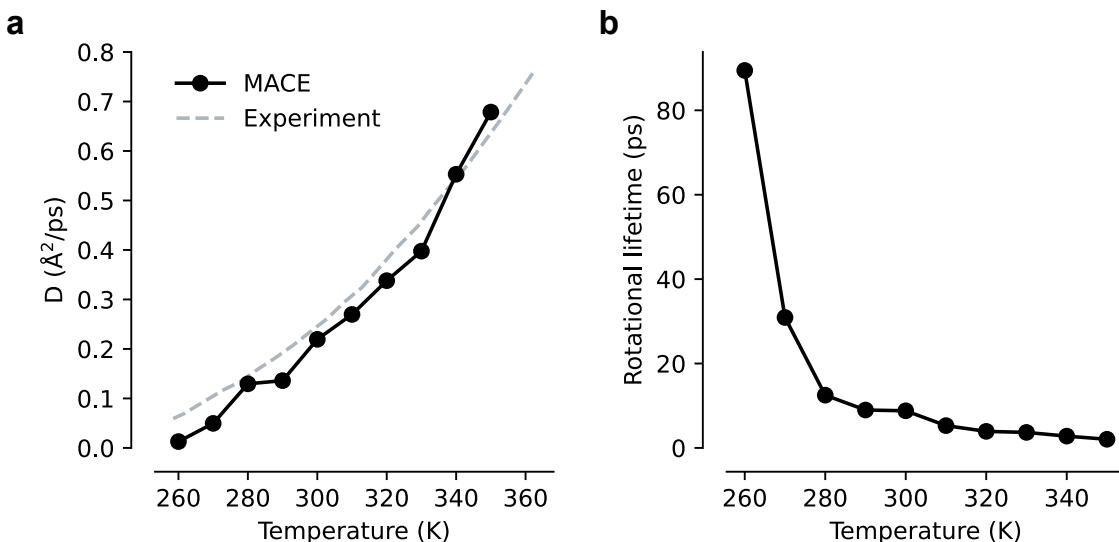 a
0.8
0.7
0.6
0.5
0.4
0.3
0.2
0.1
0.0
D (Å²/ps)
MACE
Experiment
260 280 300 320 340 360
Temperature (K)
b
80
60
40
20
0
Rotational lifetime (ps)
260 280 300 320 340
Temperature (K)